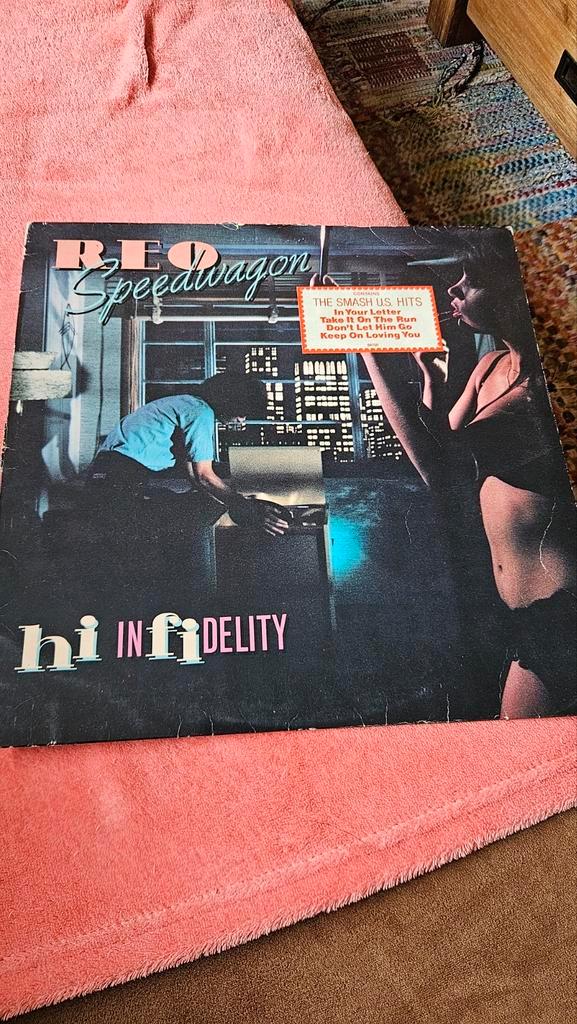 REO
Speedwagon
CONTAINS
THE SMASH U.S. HITS
In Your Letter
Take It On The Run
Don't Let Him Go
Keep On Loving You
hi INfiDELITY